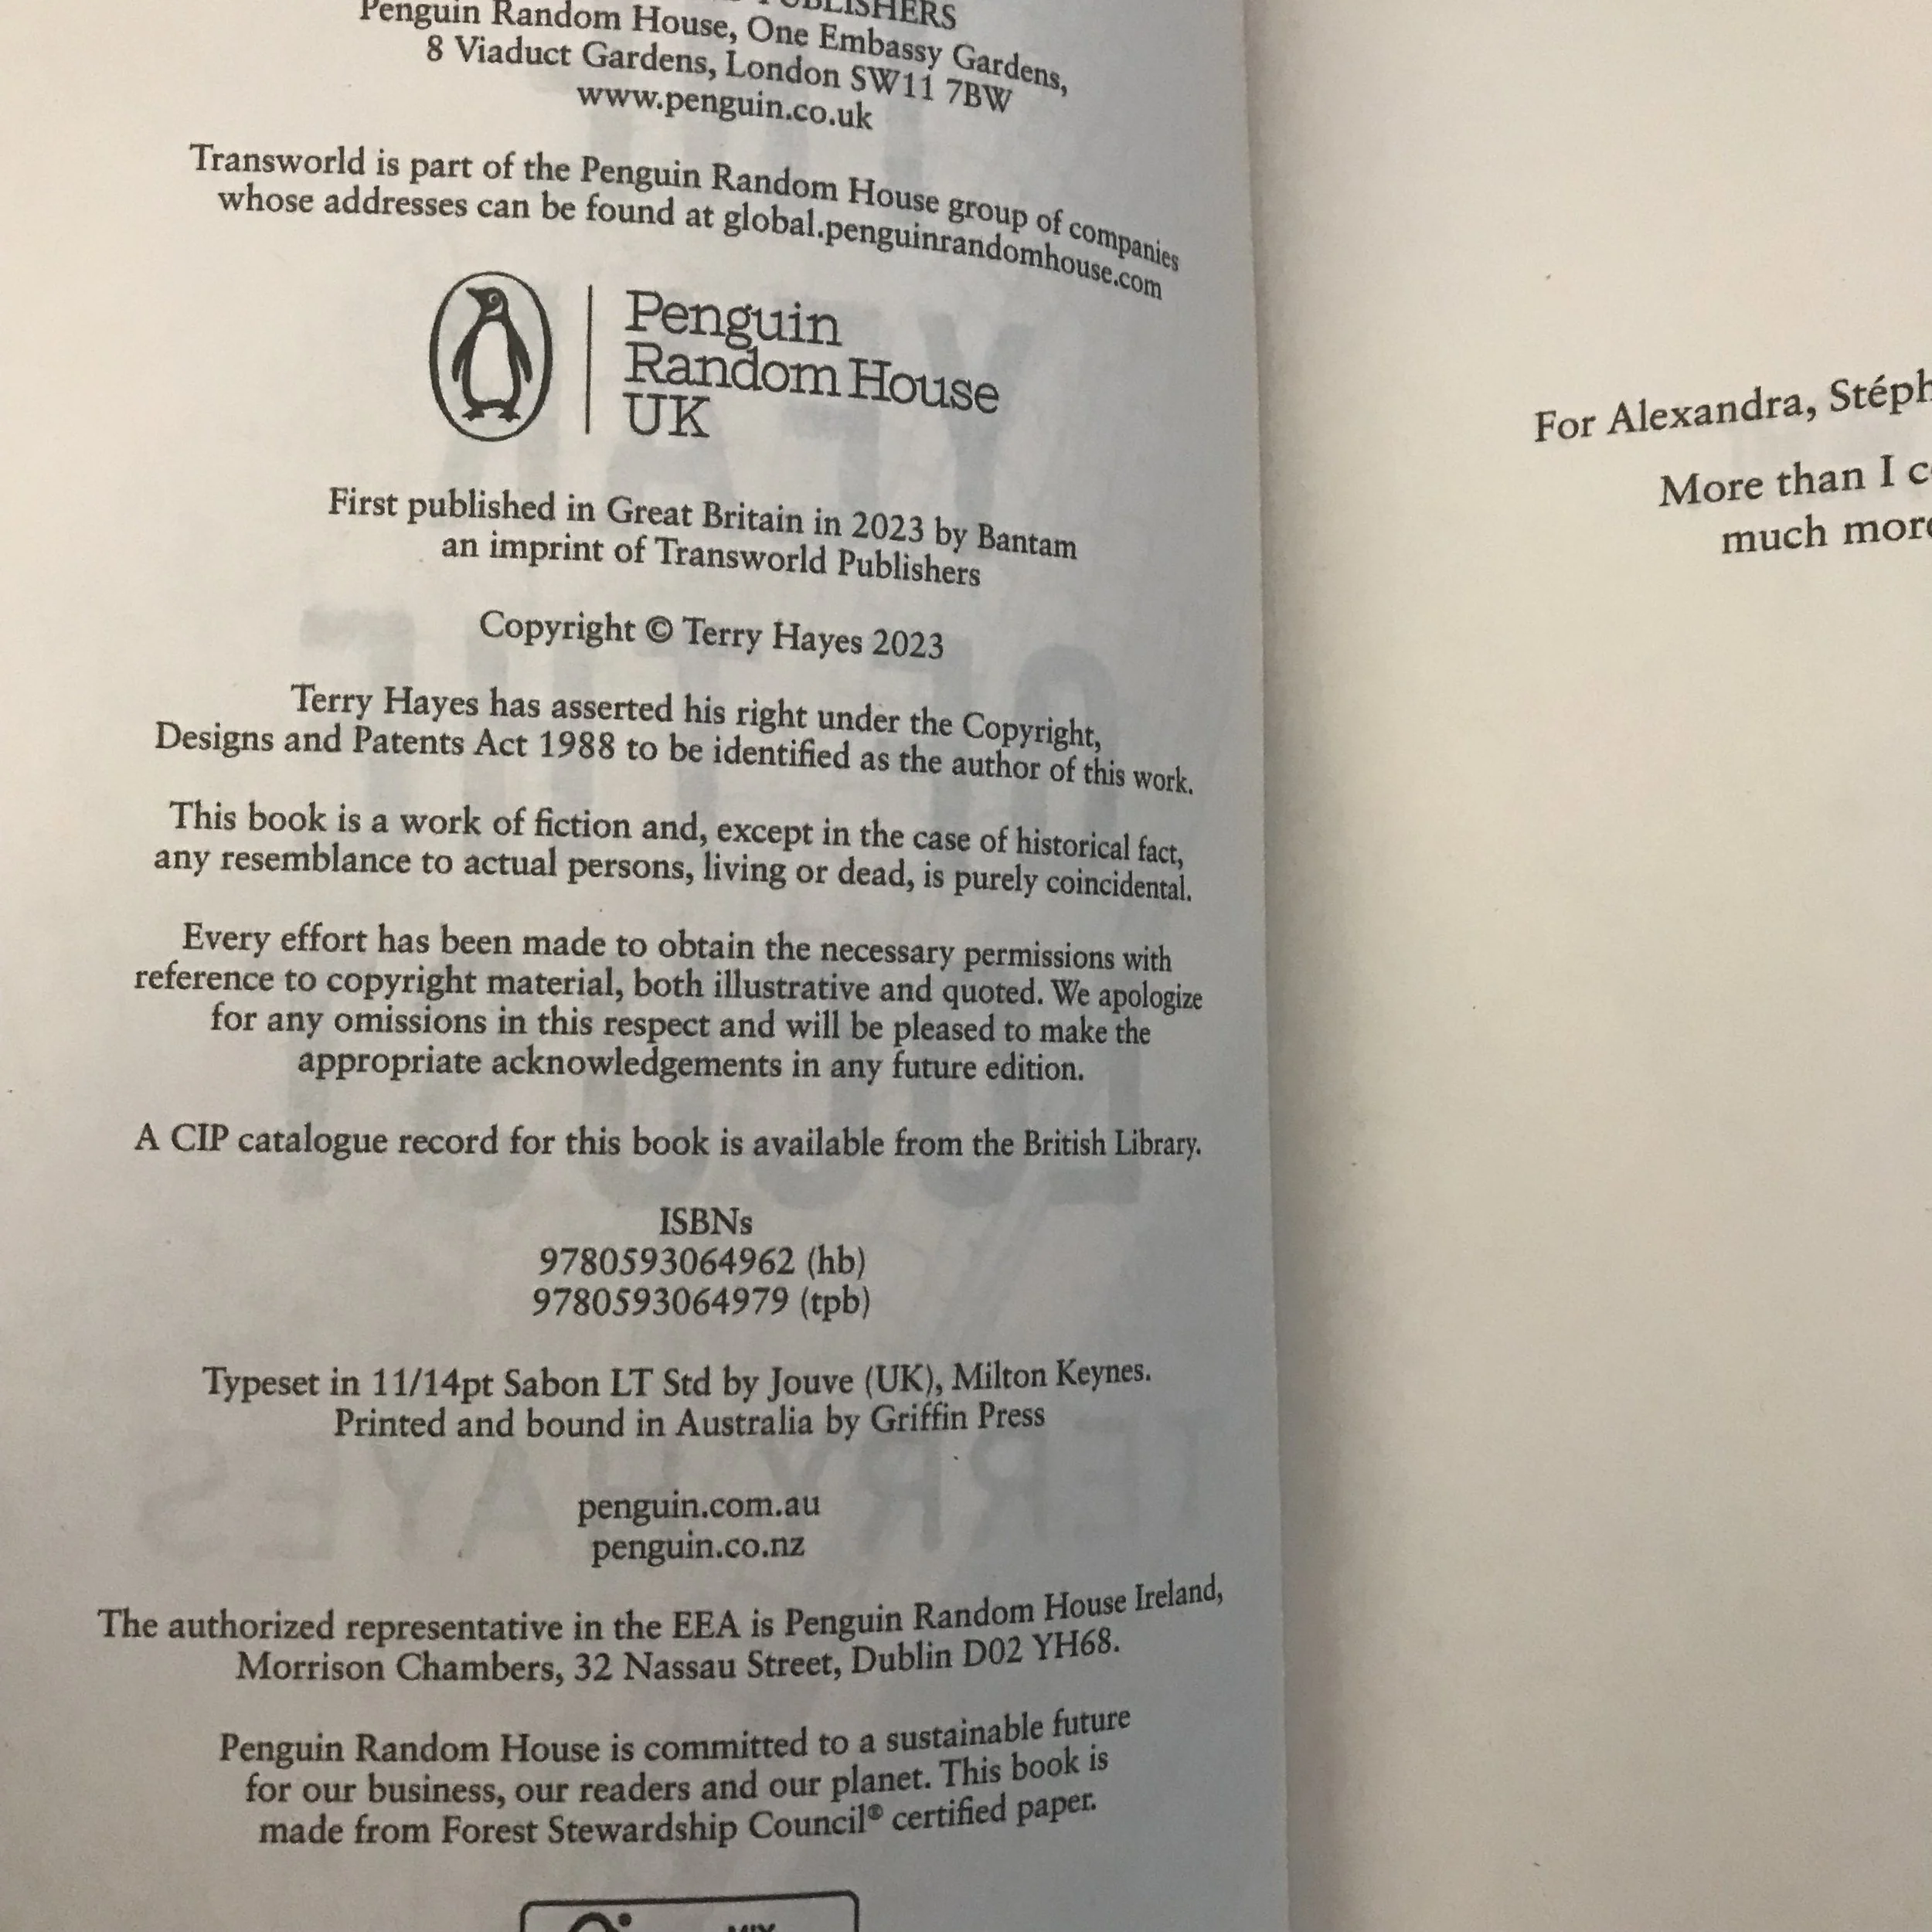 PUBLISHERS
Penguin Random House, One Embassy Gardens,
8 Viaduct Gardens, London SW11 7BW
www.penguin.co.uk
Transworld is part of the Penguin Random House group of companies
whose addresses can be found at global.penguinrandomhouse.com
Penguin
Random House
UK
First published in Great Britain in 2023 by Bantam
an imprint of Transworld Publishers
Copyright © Terry Hayes 2023
Terry Hayes has asserted his right under the Copyright,
Designs and Patents Act 1988 to be identified as the author of this work.
This book is a work of fiction and, except in the case of historical fact,
any resemblance to actual persons, living or dead, is purely coincidental.
Every effort has been made to obtain the necessary permissions with
reference to copyright material, both illustrative and quoted. We apologize
for any omissions in this respect and will be pleased to make the
appropriate acknowledgements in any future edition.
A CIP catalogue record for this book is available from the British Library.
ISBNs
9780593064962 (hb)
9780593064979 (tpb)
Typeset in 11/14pt Sabon LT Std by Jouve (UK), Milton Keynes.
Printed and bound in Australia by Griffin Press
penguin.com.au
penguin.co.nz
The authorized representative in the EEA is Penguin Random House Ireland,
Morrison Chambers, 32 Nassau Street, Dublin D02 YH68.
Penguin Random House is committed to a sustainable future
for our business, our readers and our planet. This book is
made from Forest Stewardship Council® certified paper.
MIX
For Alexandra, Stéph
More than I c
much more